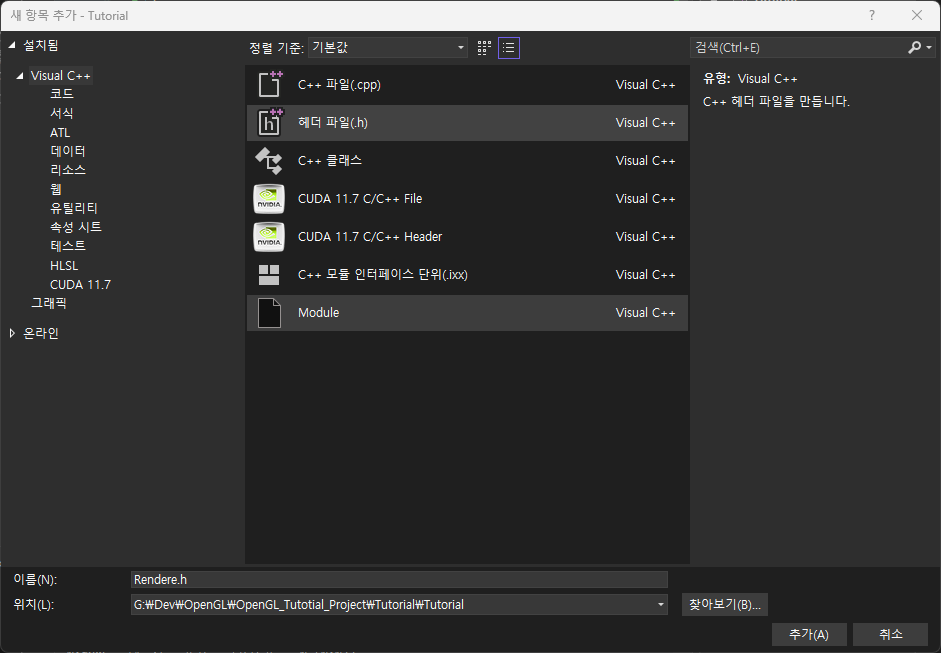 새 항목 추가 - Tutorial ?
설치됨
Visual C++
코드
서식
ATL
데이터
리소스
웹
유틸리티
속성 시트
테스트
HLSL
CUDA 11.7
그래픽
온라인
정렬 기준: 기본값
C++ 파일(.cpp) Visual C++
헤더 파일(.h) Visual C++
C++ 클래스 Visual C++
CUDA 11.7 C/C++ File Visual C++
CUDA 11.7 C/C++ Header Visual C++
C++ 모듈 인터페이스 단위(.ixx) Visual C++
Module Visual C++
검색(Ctrl+E)
유형: Visual C++
C++ 헤더 파일을 만듭니다.
이름(N): Rendere.h
위치(L): G:₩Dev₩OpenGL₩OpenGL_Tutotial_Project₩Tutorial₩Tutorial 찾아보기(B)...
추가(A) 취소